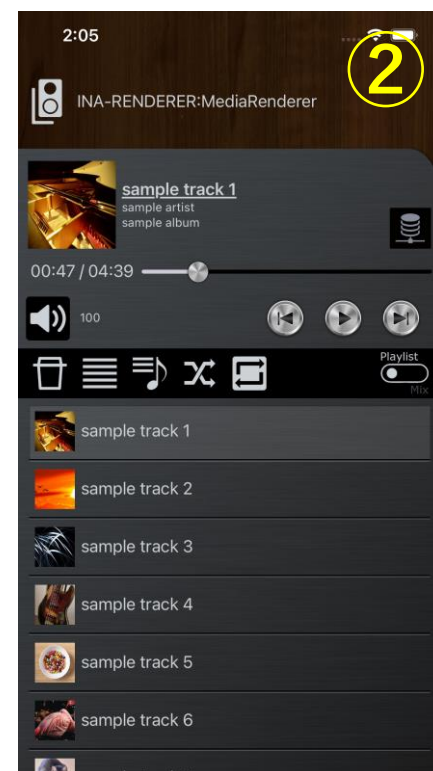 2:05
②
INA-RENDERER:MediaRenderer
sample track 1
sample artist
sample album
00:47 / 04:39
100
Playlist
Mix
sample track 1
sample track 2
sample track 3
sample track 4
sample track 5
sample track 6